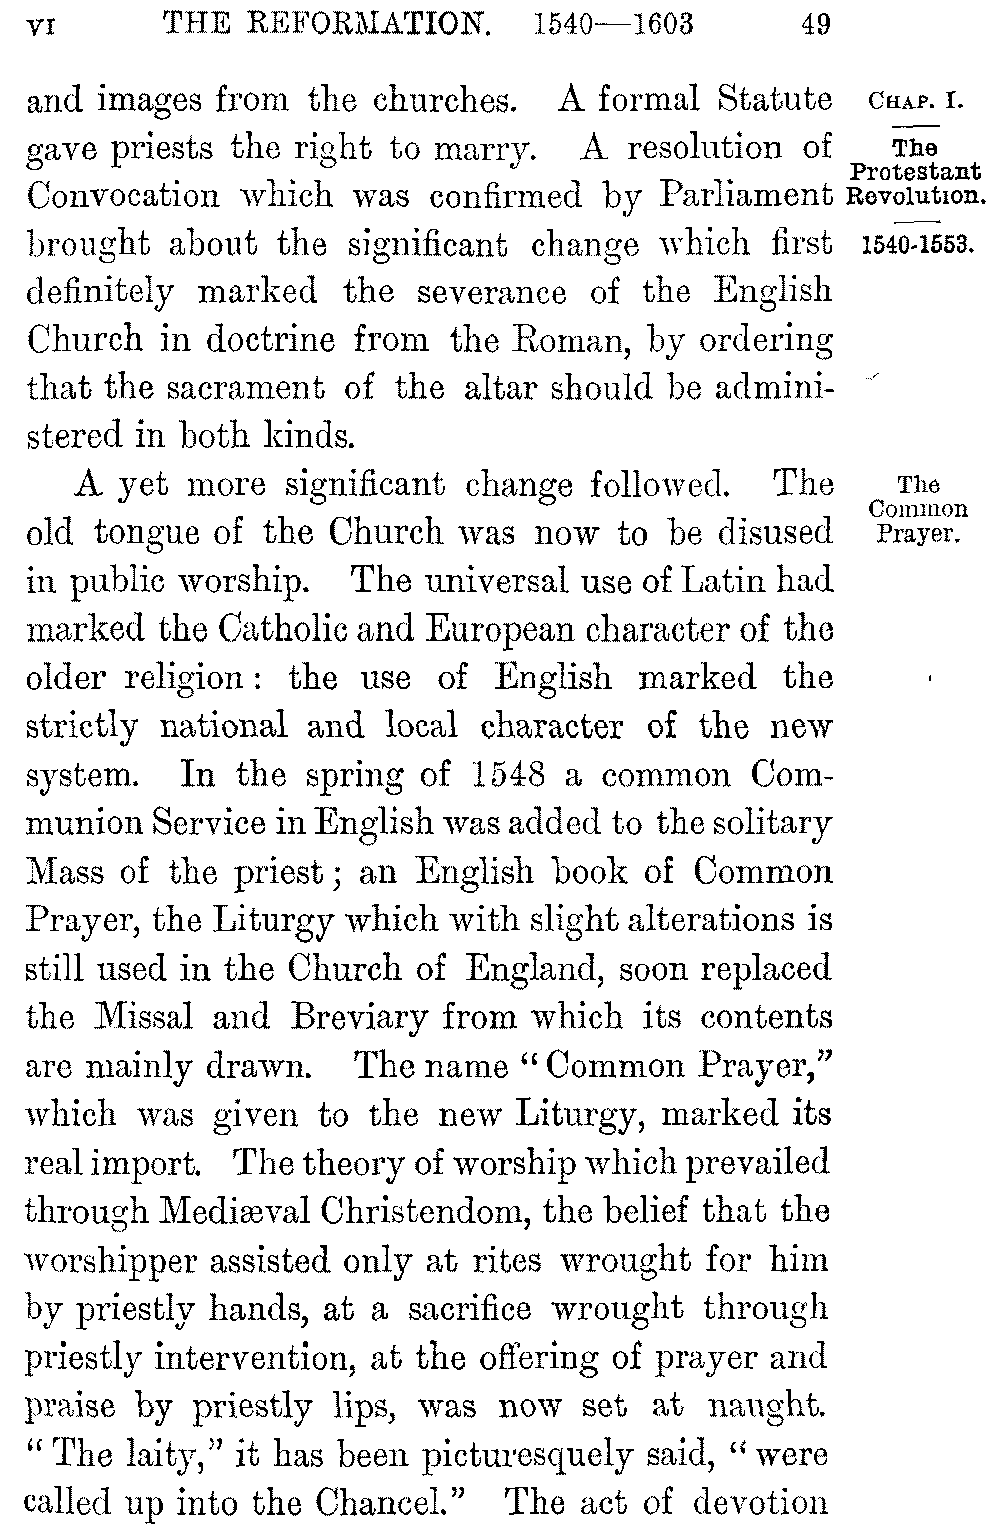 VI THE REFORMATION. 1540—1603 49
and images from the churches. A formal Statute
gave priests the right to marry. A resolution of
Convocation which was confirmed by Parliament
brought about the significant change which first
definitely marked the severance of the English
Church in doctrine from the Roman, by ordering
that the sacrament of the altar should be admini-
stered in both kinds.
CHAP. I.
The
Protestant
Revolution.
1540-1553.
A yet more significant change followed. The
old tongue of the Church was now to be disused
in public worship. The universal use of Latin had
marked the Catholic and European character of the
older religion: the use of English marked the
strictly national and local character of the new
system. In the spring of 1548 a common Com-
munion Service in English was added to the solitary
Mass of the priest; an English book of Common
Prayer, the Liturgy which with slight alterations is
still used in the Church of England, soon replaced
the Missal and Breviary from which its contents
are mainly drawn. The name "Common Prayer,"
which was given to the new Liturgy, marked its
real import. The theory of worship which prevailed
through Mediæval Christendom, the belief that the
worshipper assisted only at rites wrought for him
by priestly hands, at a sacrifice wrought through
priestly intervention, at the offering of prayer and
praise by priestly lips, was now set at naught.
"The laity," it has been picturesquely said, "were
called up into the Chancel." The act of devotion
The
Common
Prayer.